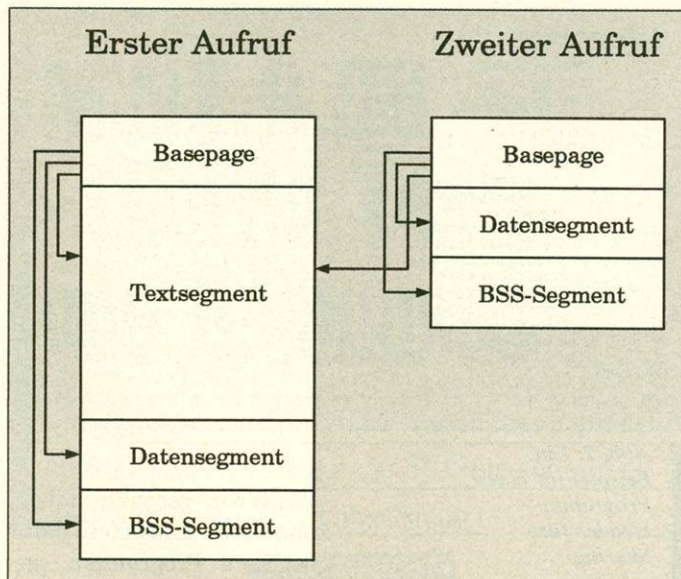 Erster Aufruf
Basepage
Textsegment
Datensegment
BSS-Segment
Zweiter Aufruf
Basepage
Datensegment
BSS-Segment